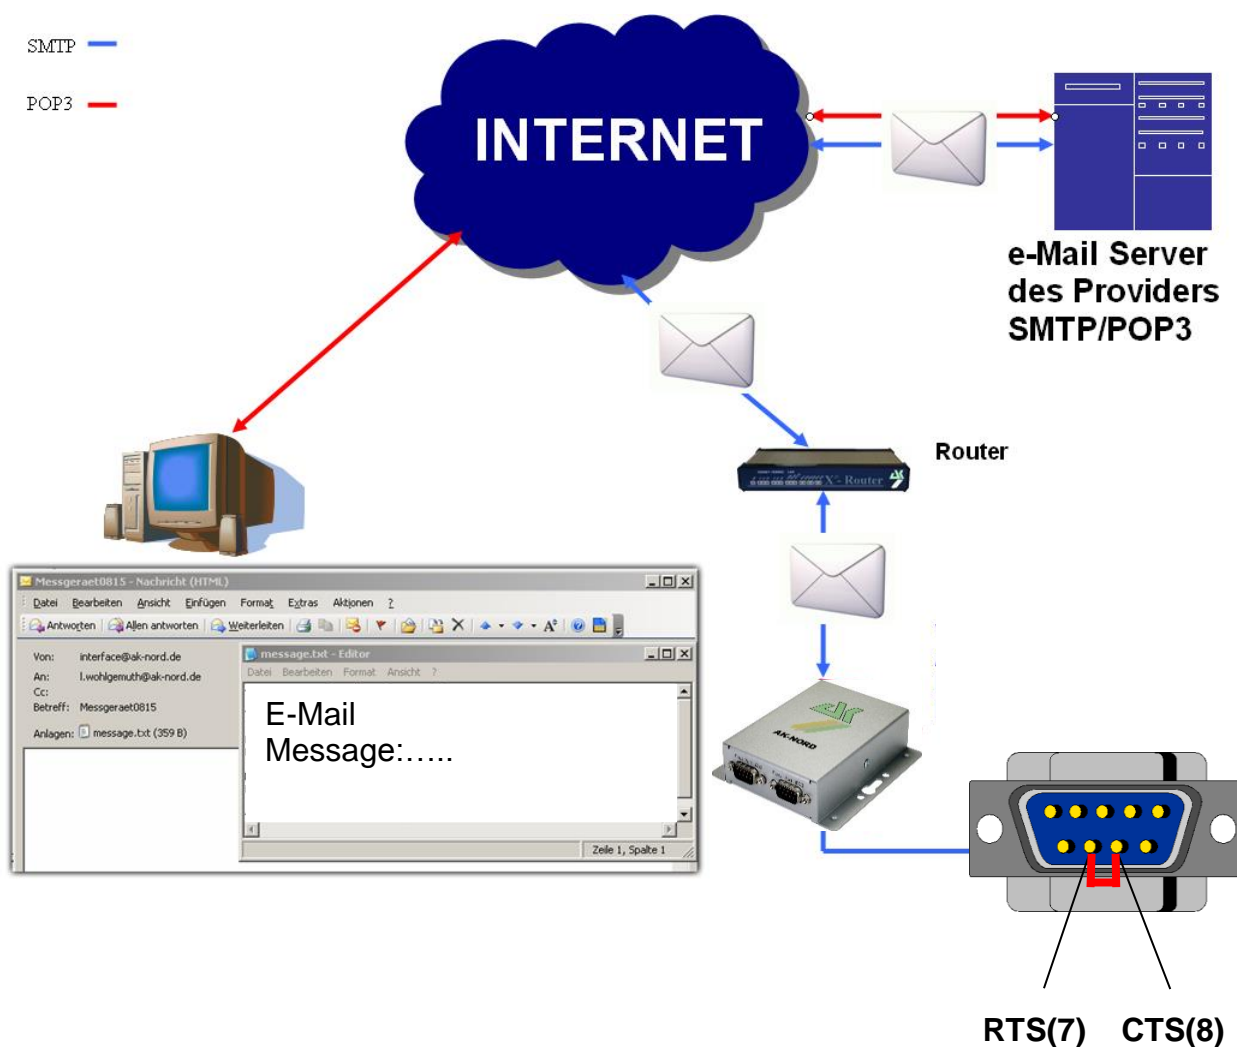 SMTP
POP3
INTERNET
e-Mail Server
des Providers
SMTP/POP3
Router
X - Router
AK-NORD
Messgeraet0815 - Nachricht (HTML)
Datei Bearbeiten Ansicht Einfügen Format Extras Aktionen ?
Antworten Allen antworten Weiterleiten
Von: interface@ak-nord.de
An: l.wohlgemuth@ak-nord.de
Cc:
Betreff: Messgeraet0815
Anlagen: message.txt (359 B)
message.txt - Editor
Datei Bearbeiten Format Ansicht ?
E-Mail
Message:…..
Zeile 1, Spalte 1
RTS(7) CTS(8)